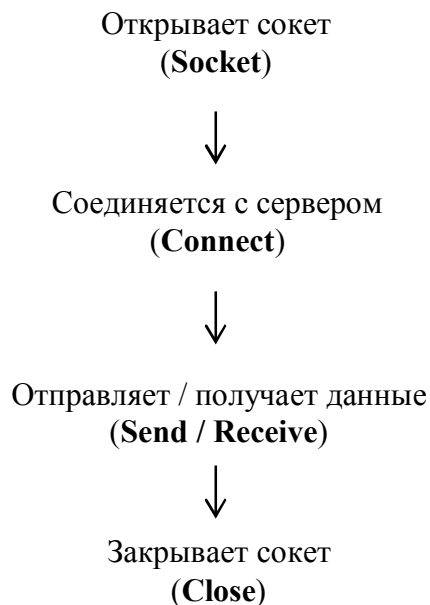 Открывает сокет
(Socket)
Соединяется с сервером
(Connect)
Отправляет / получает данные
(Send / Receive)
Закрывает сокет
(Close)